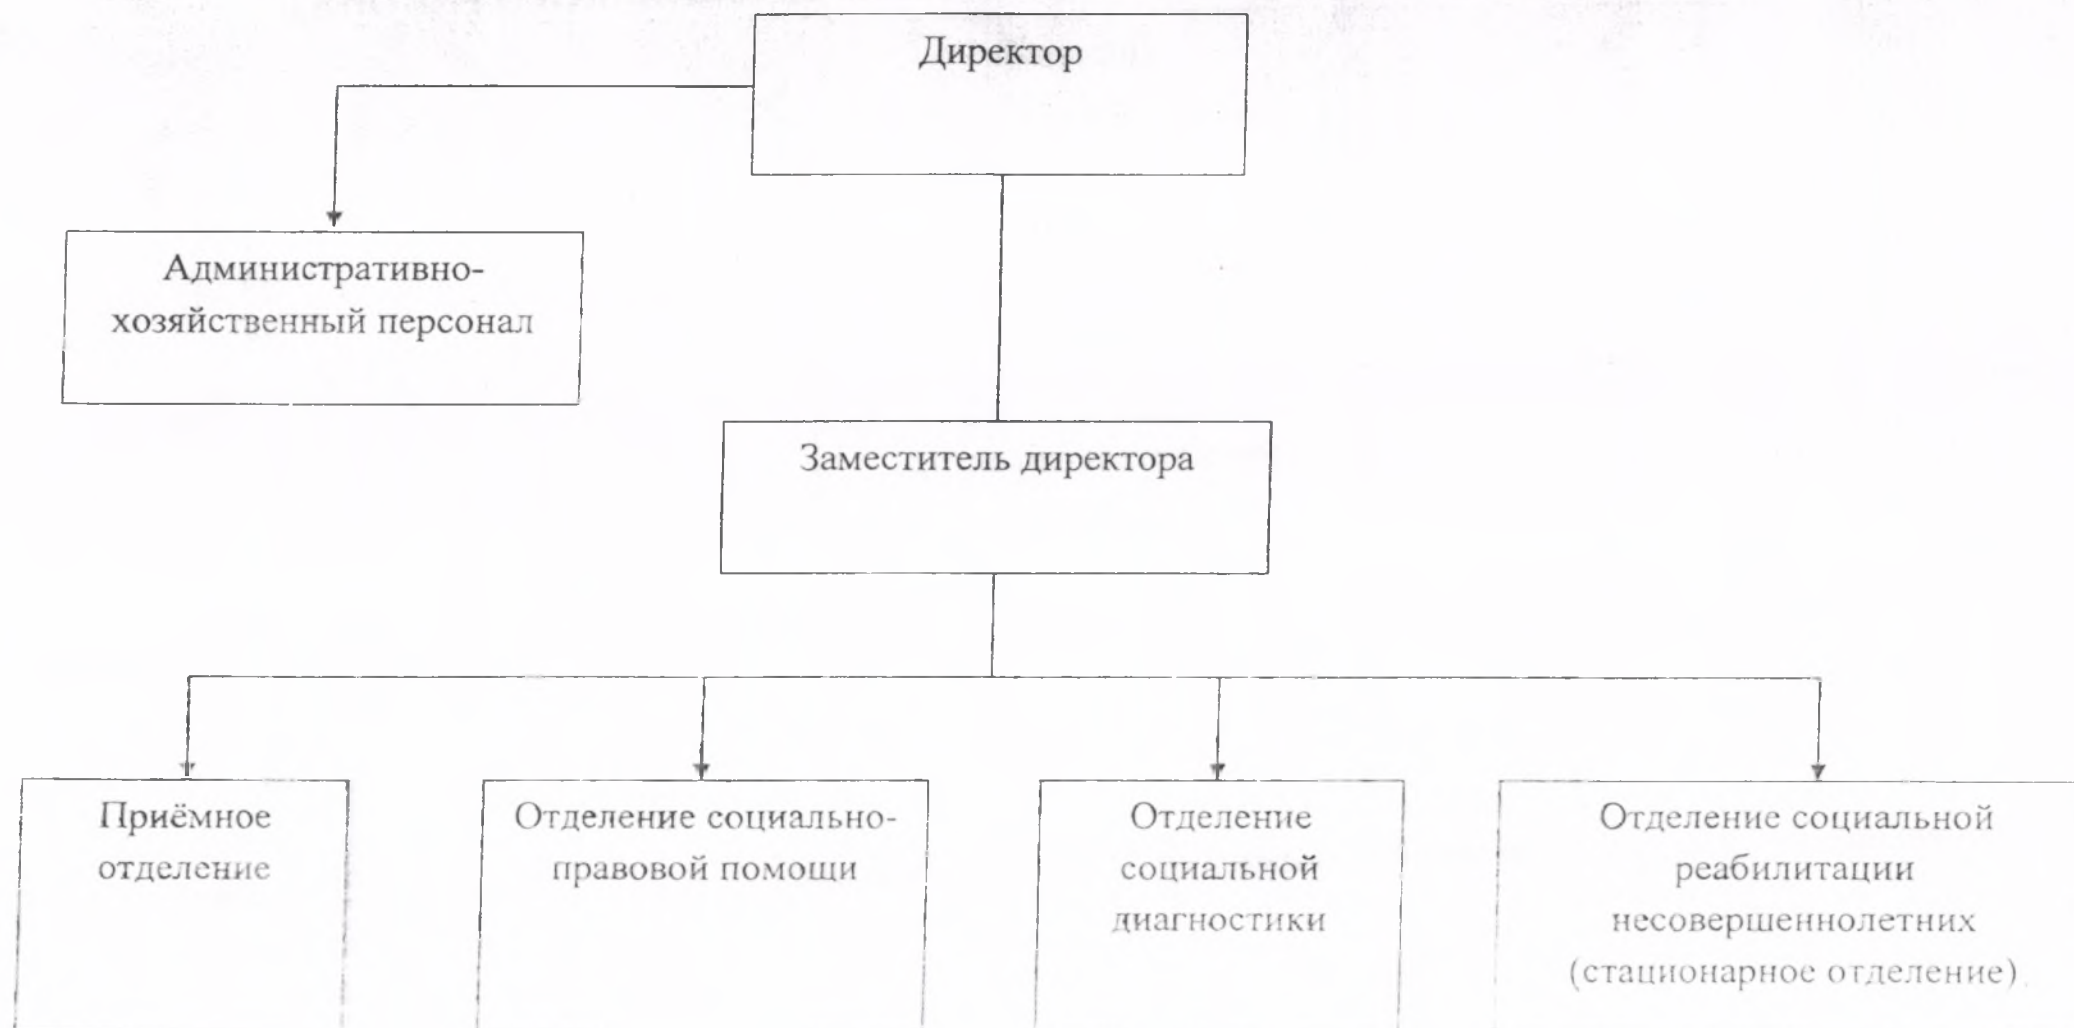 Директор
Административно-
хозяйственный персонал
Заместитель директора
Приёмное
отделение
Отделение социально-
правовой помощи
Отделение
социальной
диагностики
Отделение социальной
реабилитации
несовершеннолетних
(стационарное отделение)